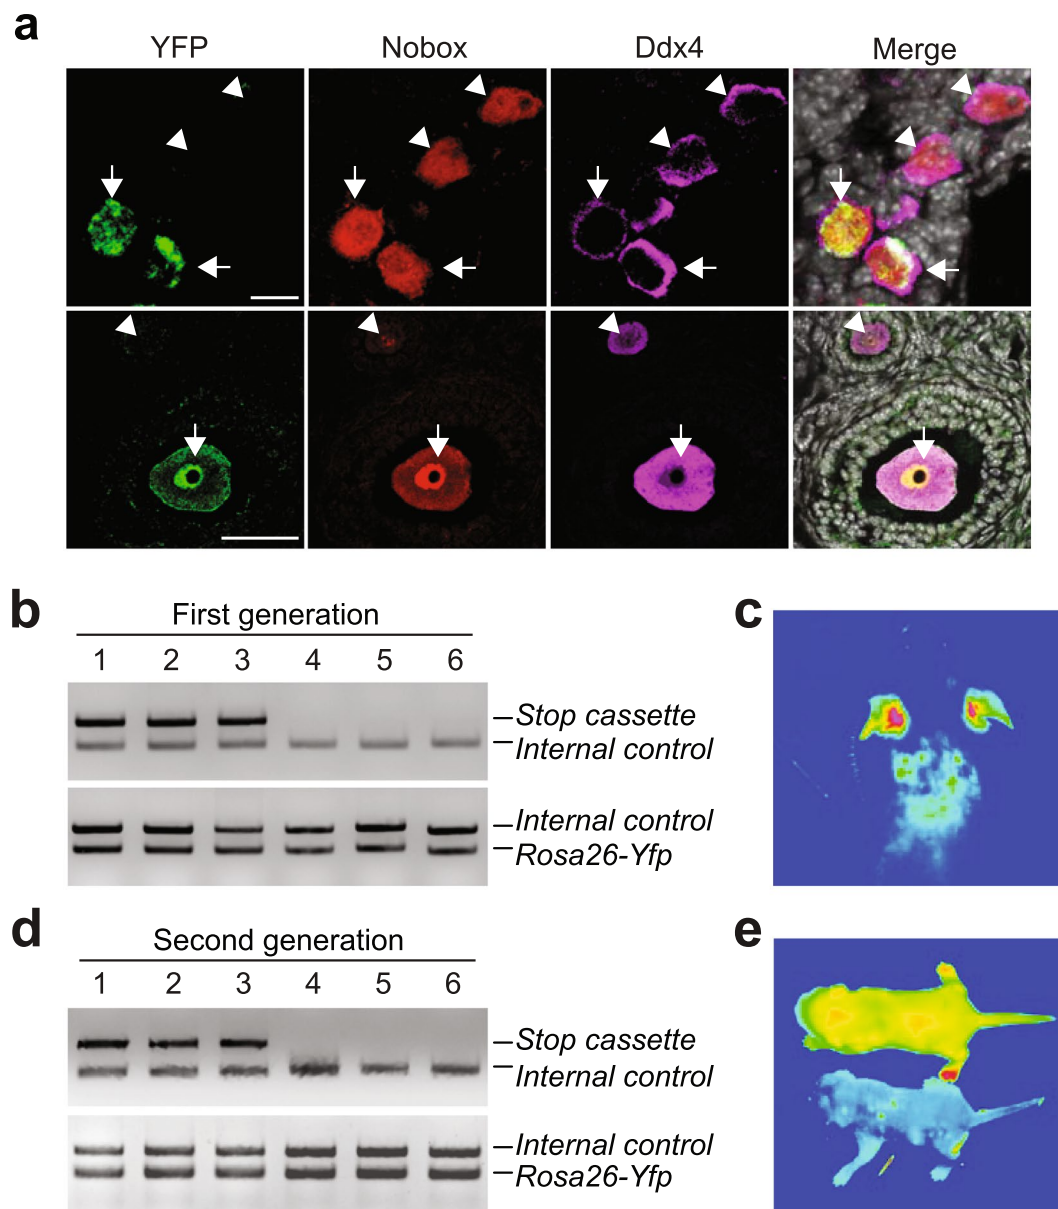 a
YFP Nobox Ddx4 Merge
b
First generation
1 2 3 4 5 6
Stop cassette
Internal control
Internal control
Rosa26-Yfp
c
d
Second generation
1 2 3 4 5 6
Stop cassette
Internal control
Internal control
Rosa26-Yfp
e